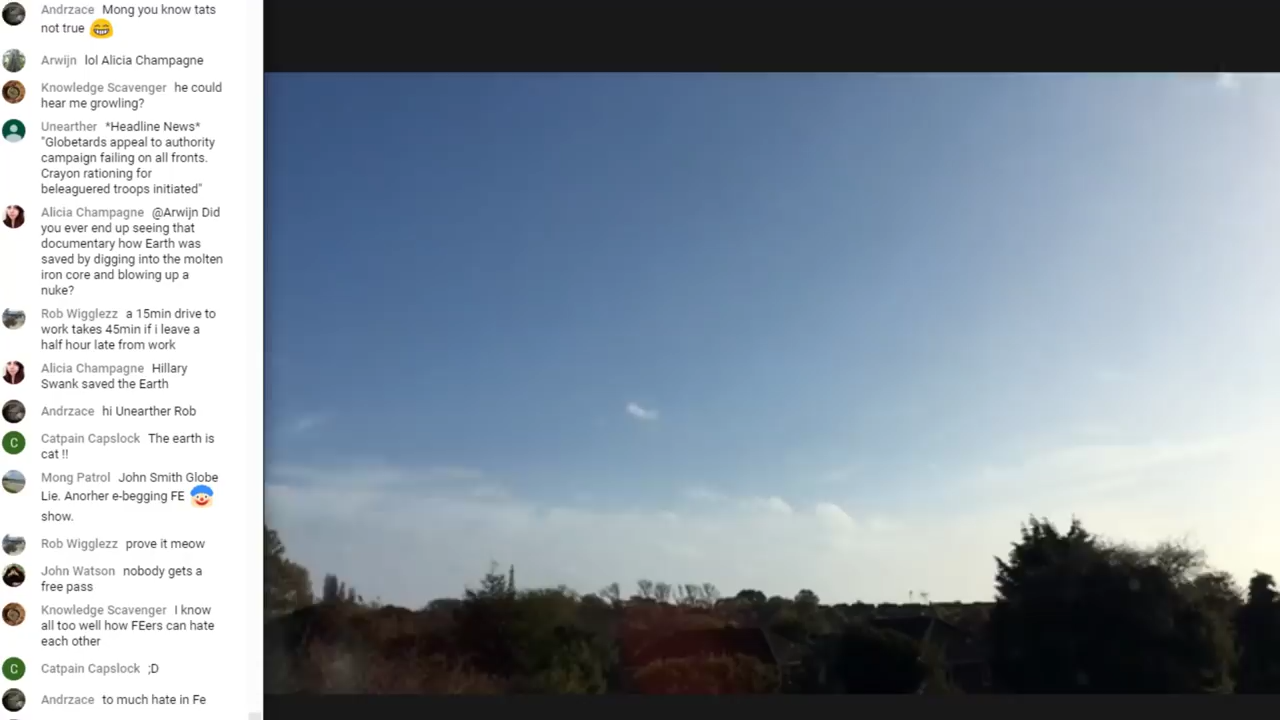 Andrzace Mong you know tats
not true
Arwijn lol Alicia Champagne
Knowledge Scavenger he could
hear me growling?
Unearther *Headline News*
"Globetards appeal to authority
campaign failing on all fronts.
Crayon rationing for
beleaguered troops initiated"
Alicia Champagne @Arwijn Did
you ever end up seeing that
documentary how Earth was
saved by digging into the molten
iron core and blowing up a
nuke?
Rob Wigglezz a 15min drive to
work takes 45min if i leave a
half hour late from work
Alicia Champagne Hillary
Swank saved the Earth
Andrzace hi Unearther Rob
C
Catpain Capslock The earth is
cat !!
Mong Patrol John Smith Globe
Lie. Anorher e-begging FE
show.
Rob Wigglezz prove it meow
John Watson nobody gets a
free pass
Knowledge Scavenger I know
all too well how FEers can hate
each other
C
Catpain Capslock ;D
Andrzace to much hate in Fe